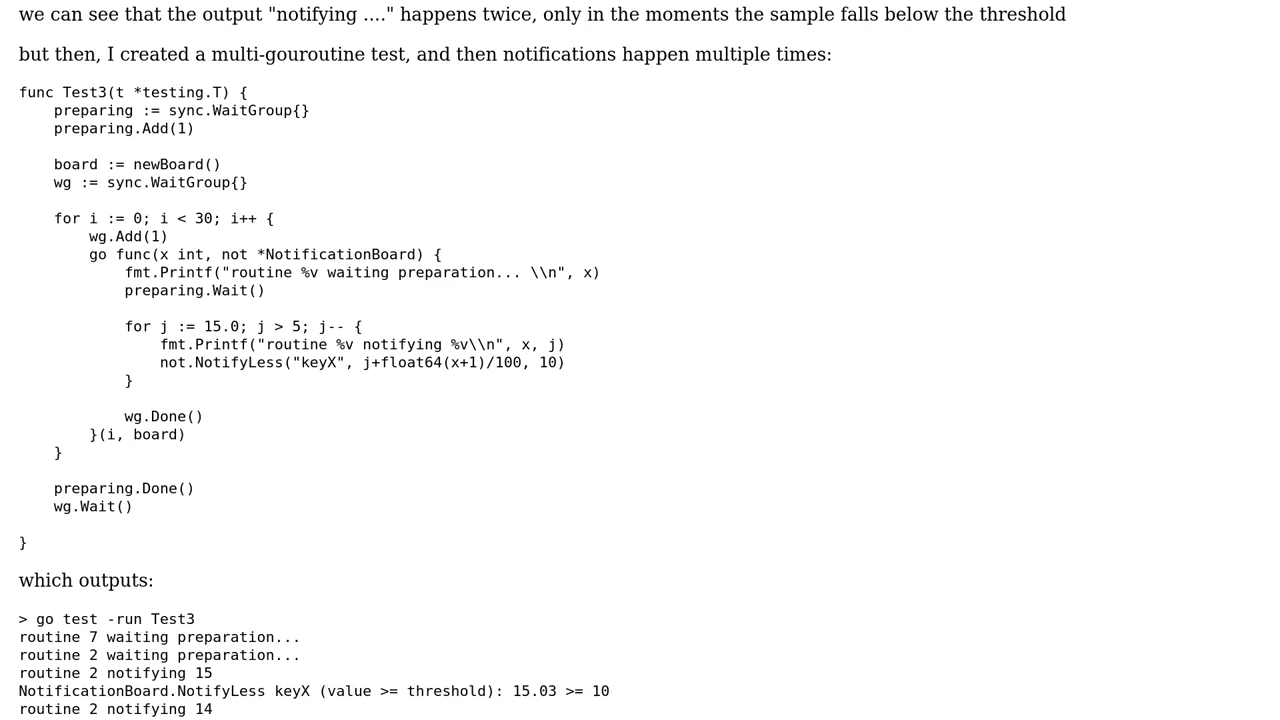 we can see that the output "notifying ...." happens twice, only in the moments the sample falls below the threshold
but then, I created a multi-gouroutine test, and then notifications happen multiple times:
func Test3(t *testing.T) {
    preparing := sync.WaitGroup{}
    preparing.Add(1)

    board := newBoard()
    wg := sync.WaitGroup{}

    for i := 0; i < 30; i++ {
        wg.Add(1)
        go func(x int, not *NotificationBoard) {
            fmt.Printf("routine %v waiting preparation... \\n", x)
            preparing.Wait()

            for j := 15.0; j > 5; j-- {
                fmt.Printf("routine %v notifying %v\\n", x, j)
                not.NotifyLess("keyX", j+float64(x+1)/100, 10)
            }

            wg.Done()
        }(i, board)
    }

    preparing.Done()
    wg.Wait()

}
which outputs:
> go test -run Test3
routine 7 waiting preparation...
routine 2 waiting preparation...
routine 2 notifying 15
NotificationBoard.NotifyLess keyX (value >= threshold): 15.03 >= 10
routine 2 notifying 14